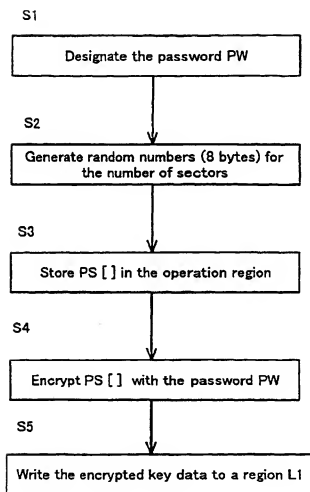 S1
Designate the password PW
S2
Generate random numbers (8 bytes) for
the number of sectors
S3
Store PS [ ] in the operation region
S4
Encrypt PS [ ] with the password PW
S5
Write the encrypted key data to a region L1